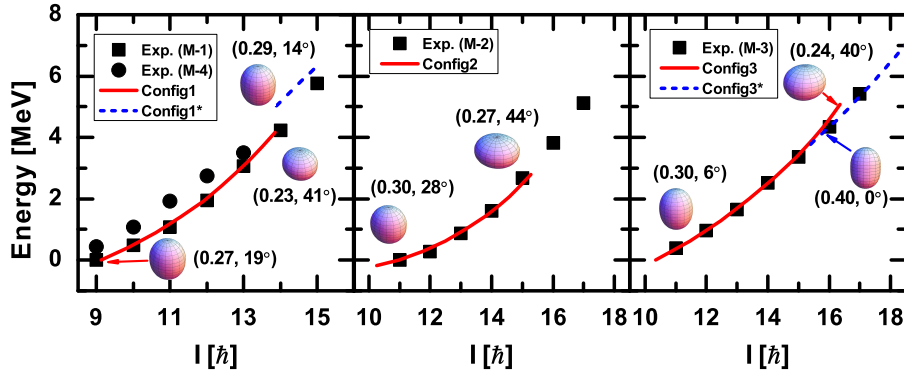 Energy [MeV]
8
6
4
2
0
Exp. (M-1)
Exp. (M-4)
Config1
Config1*
(0.29, 14°)
(0.23, 41°)
(0.27, 19°)
9 11 13 15
I [ℏ]
Exp. (M-2)
Config2
(0.27, 44°)
(0.30, 28°)
10 12 14 16 18
I [ℏ]
Exp. (M-3)
Config3
Config3*
(0.24, 40°)
(0.30, 6°)
(0.40, 0°)
10 12 14 16 18
I [ℏ]